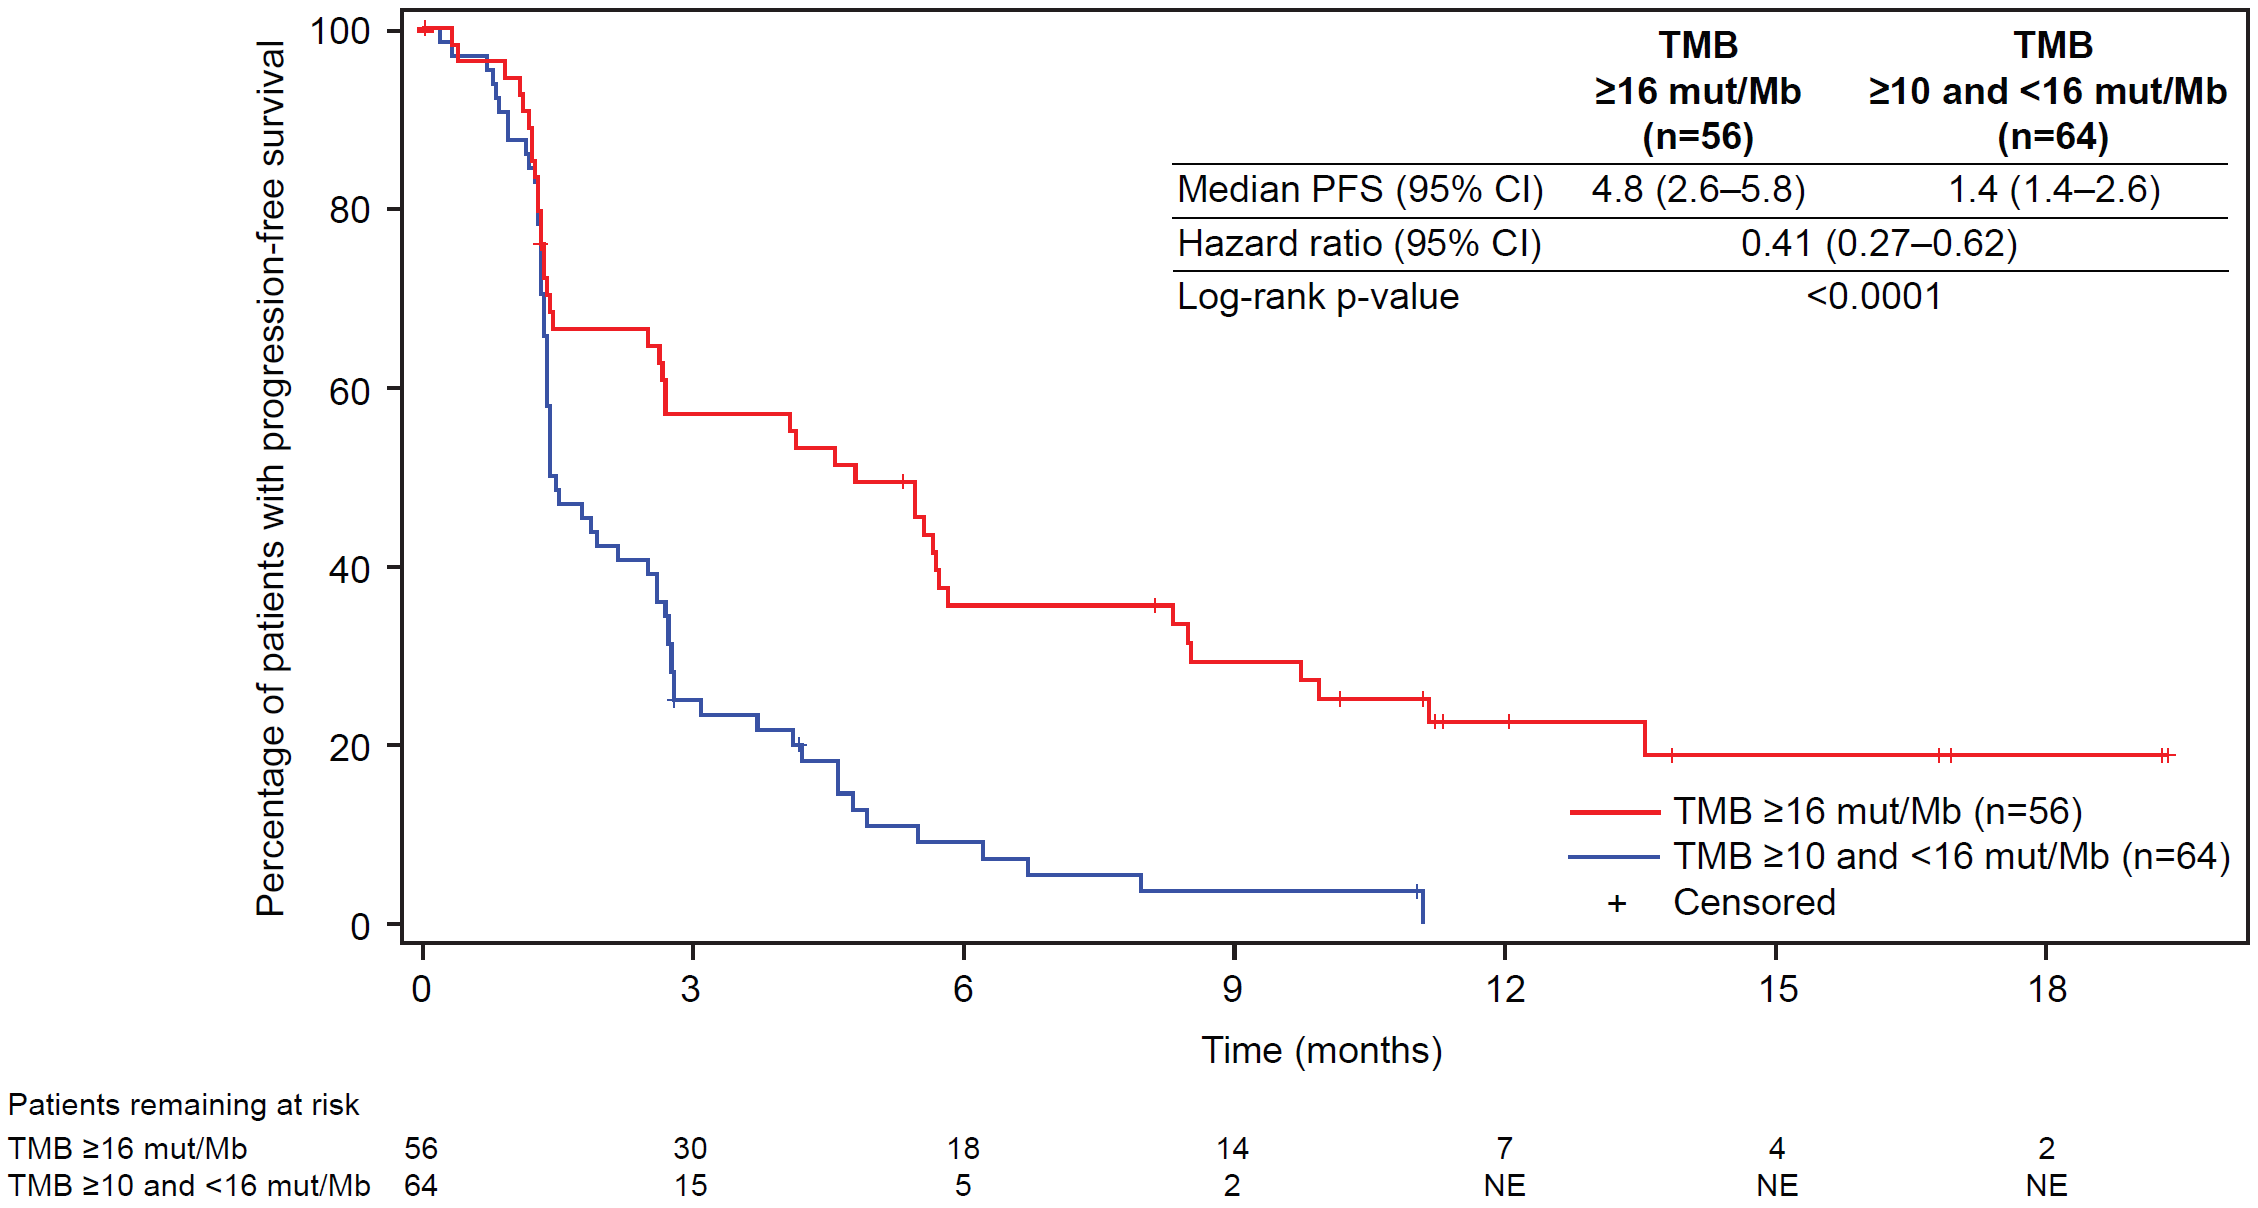 Percentage of patients with progression-free survival
100
80
60
40
20
0
TMB ≥16 mut/Mb (n=56)
TMB ≥10 and <16 mut/Mb (n=64)
Median PFS (95% CI) 4.8 (2.6–5.8) 1.4 (1.4–2.6)
Hazard ratio (95% CI) 0.41 (0.27–0.62)
Log-rank p-value <0.0001
TMB ≥16 mut/Mb (n=56)
TMB ≥10 and <16 mut/Mb (n=64)
+ Censored
0 3 6 9 12 15 18
Time (months)
Patients remaining at risk
TMB ≥16 mut/Mb 56 30 18 14 7 4 2
TMB ≥10 and <16 mut/Mb 64 15 5 2 NE NE NE